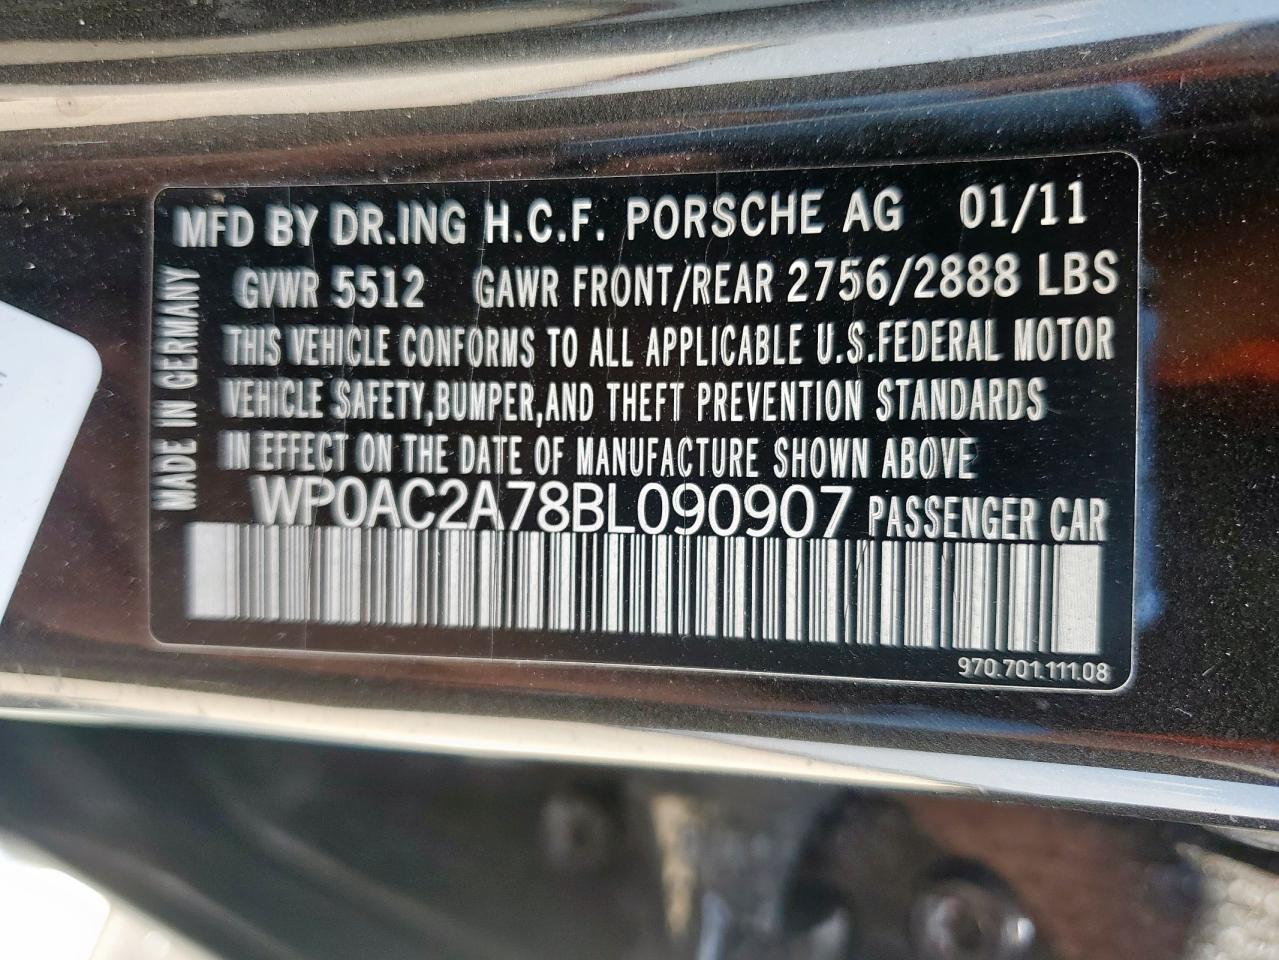 MFD BY DR.ING H.C.F. PORSCHE AG 01/11
GVWR 5512 GAWR FRONT/REAR 2756/2888 LBS
THIS VEHICLE CONFORMS TO ALL APPLICABLE U.S.FEDERAL MOTOR
VEHICLE SAFETY,BUMPER,AND THEFT PREVENTION STANDARDS
IN EFFECT ON THE DATE OF MANUFACTURE SHOWN ABOVE
WP0AC2A78BL090907 PASSENGER CAR
970.701.111.08
MADE IN GERMANY